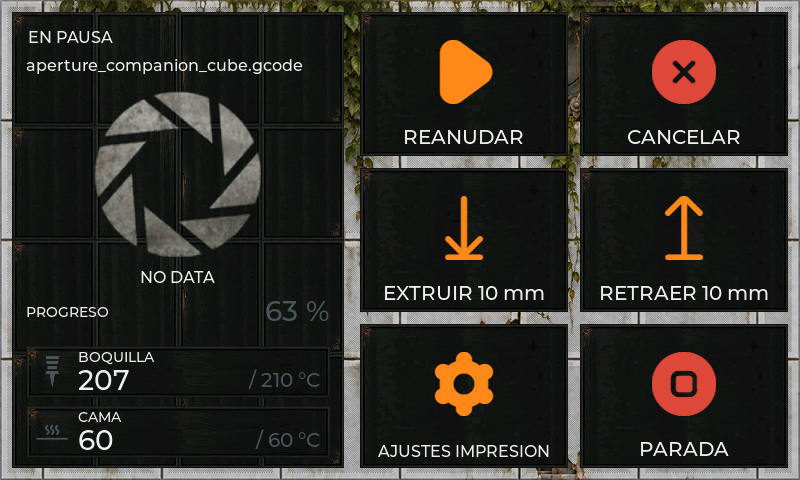 EN PAUSA
aperture_companion_cube.gcode
NO DATA
PROGRESO 63 %
BOQUILLA
207 / 210 °C
CAMA
60 / 60 °C
REANUDAR
CANCELAR
EXTRUIR 10 mm
RETRAER 10 mm
AJUSTES IMPRESION
PARADA